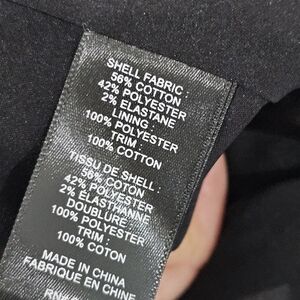 SHELL FABRIC :
56% COTTON
42% POLYESTER
2% ELASTANE
LINING :
100% POLYESTER
TRIM :
100% COTTON
TISSU DE SHELL :
56% COTON
42% POLYESTER
2% ELASTHANNE
DOUBLURE :
100% POLYESTER
TRIM :
100% COTON
MADE IN CHINA
FABRIQUE EN CHINE